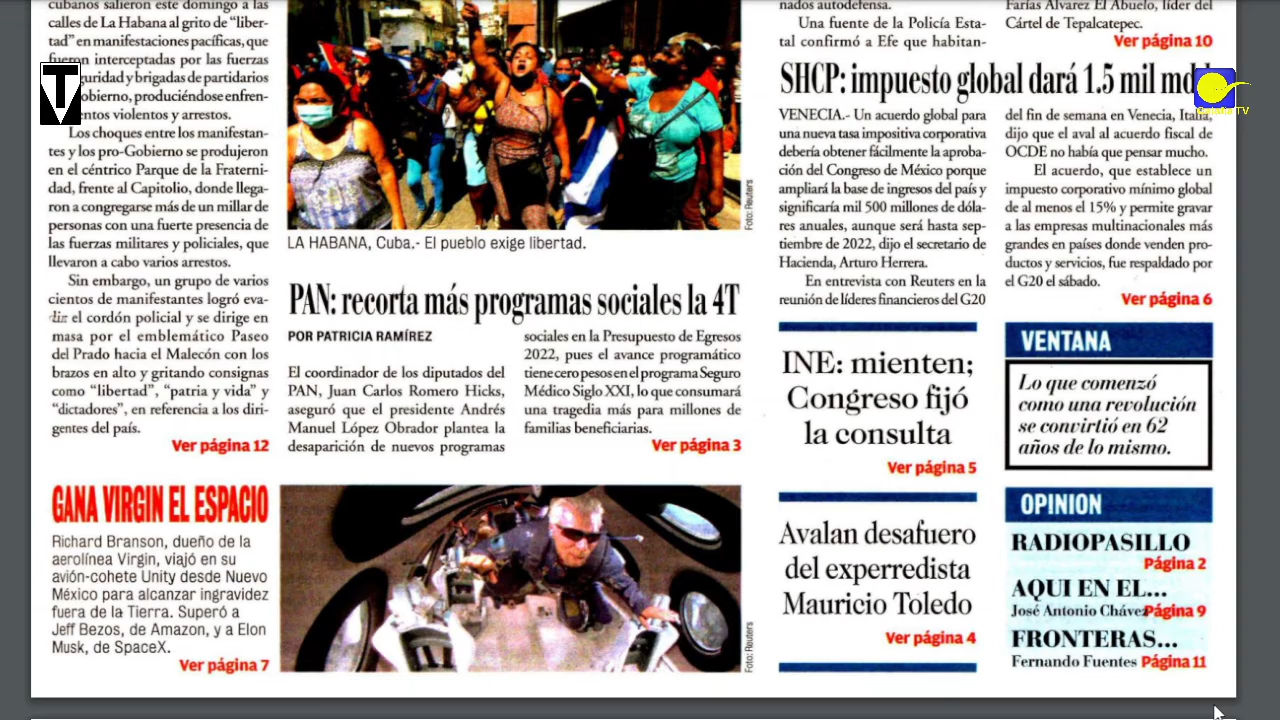 cubanos salieron este domingo a las
calles de La Habana al grito de “liber-
tad” en manifestaciones pacíficas, que
fueron interceptadas por las fuerzas
guridad y brigadas de partidarios
obierno, produciéndose enfren-
entos violentos y arrestos.
Los choques entre los manifestan-
tes y los pro-Gobierno se produjeron
en el céntrico Parque de la Fraterni-
dad, frente al Capitolio, donde llega-
ron a congregarse más de un millar de
personas con una fuerte presencia de
las fuerzas militares y policiales, que
llevaron a cabo varios arrestos.
Sin embargo, un grupo de varios
cientos de manifestantes logró eva-
dir el cordón policial y se dirige en
masa por el emblemático Paseo
del Prado hacia el Malecón con los
brazos en alto y gritando consignas
como “libertad”, “patria y vida” y
“dictadores”, en referencia a los diri-
gentes del país.
Ver página 12
T
Foto: Reuters
LA HABANA, Cuba.- El pueblo exige libertad.
PAN: recorta más programas sociales la 4T
POR PATRICIA RAMÍREZ
El coordinador de los diputados del
PAN, Juan Carlos Romero Hicks,
aseguró que el presidente Andrés
Manuel López Obrador plantea la
desaparición de nuevos programas
sociales en la Presupuesto de Egresos
2022, pues el avance programático
tiene cero pesos en el programa Seguro
Médico Siglo XXI, lo que consumará
una tragedia más para millones de
familias beneficiarias.
Ver página 3
GANA VIRGIN EL ESPACIO
Richard Branson, dueño de la
aerolínea Virgin, viajó en su
avión-cohete Unity desde Nuevo
México para alcanzar ingravidez
fuera de la Tierra. Superó a
Jeff Bezos, de Amazon, y a Elon
Musk, de SpaceX.
Ver página 7
Foto: Reuters
nados autodefensa.
Una fuente de la Policía Esta-
tal confirmó a Efe que habitan-
Farías Álvarez El Abuelo, líder del
Cártel de Tepalcatepec.
Ver página 10
SHCP: impuesto global dará 1.5 mil md
VENECIA.- Un acuerdo global para
una nueva tasa impositiva corporativa
debería obtener fácilmente la aproba-
ción del Congreso de México porque
ampliará la base de ingresos del país y
significaría mil 500 millones de dóla-
res anuales, aunque será hasta sep-
tiembre de 2022, dijo el secretario de
Hacienda, Arturo Herrera.
En entrevista con Reuters en la
reunión de líderes financieros del G20
del fin de semana en Venecia, Italia,
dijo que el aval al acuerdo fiscal de
OCDE no había que pensar mucho.
El acuerdo, que establece un
impuesto corporativo mínimo global
de al menos el 15% y permite gravar
a las empresas multinacionales más
grandes en países donde venden pro-
ductos y servicios, fue respaldado por
el G20 el sábado.
Ver página 6
INE: mienten;
Congreso fijó
la consulta
Ver página 5
Avalan desafuero
del experredista
Mauricio Toledo
Ver página 4
VENTANA
Lo que comenzó
como una revolución
se convirtió en 62
años de lo mismo.
OPINION
RADIOPASILLO
Página 2
AQUI EN EL...
José Antonio Chávez Página 9
FRONTERAS...
Fernando Fuentes Página 11